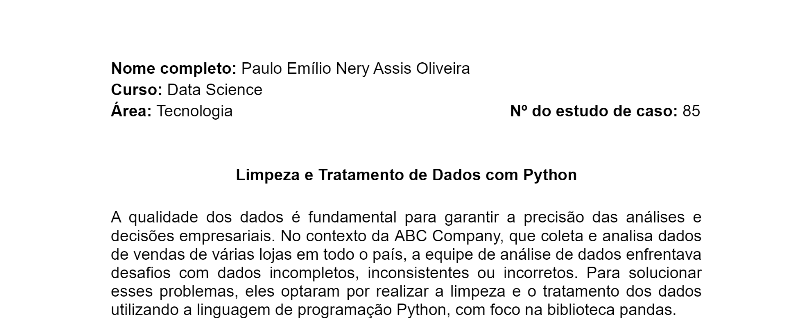 Nome completo: Paulo Emílio Nery Assis Oliveira
Curso: Data Science
Área: Tecnologia Nº do estudo de caso: 85
Limpeza e Tratamento de Dados com Python
A qualidade dos dados é fundamental para garantir a precisão das análises e
decisões empresariais. No contexto da ABC Company, que coleta e analisa dados
de vendas de várias lojas em todo o país, a equipe de análise de dados enfrentava
desafios com dados incompletos, inconsistentes ou incorretos. Para solucionar
esses problemas, eles optaram por realizar a limpeza e o tratamento dos dados
utilizando a linguagem de programação Python, com foco na biblioteca pandas.